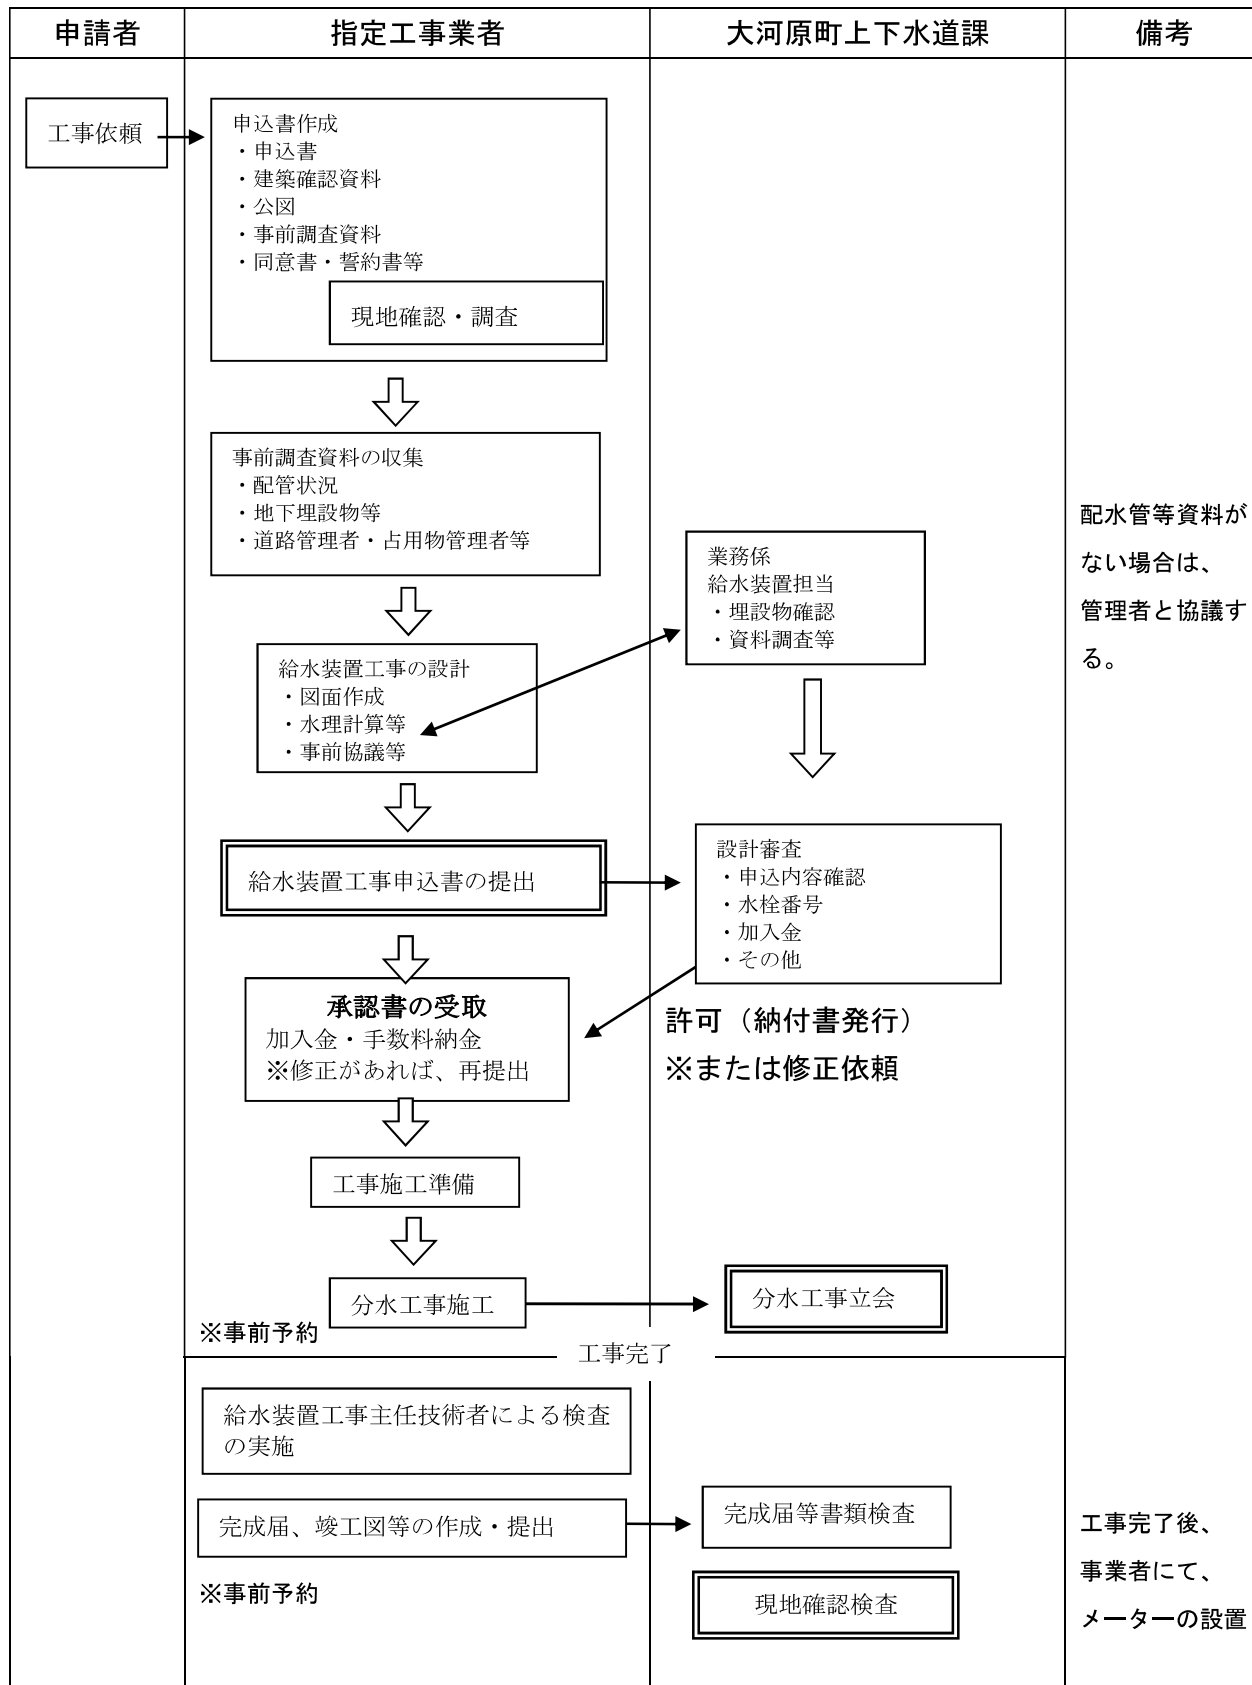 申請者
指定工事業者
大河原町上下水道課
備考
工事依頼
申込書作成
・申込書
・建築確認資料
・公図
・事前調査資料
・同意書・誓約書等
現地確認・調査
事前調査資料の収集
・配管状況
・地下埋設物等
・道路管理者・占用物管理者等
配水管等資料が
ない場合は、
管理者と協議す
る。
業務係
給水装置担当
・埋設物確認
・資料調査等
給水装置工事の設計
・図面作成
・水理計算等
・事前協議等
給水装置工事申込書の提出
設計審査
・申込内容確認
・水栓番号
・加入金
・その他
承認書の受取
加入金・手数料納金
※修正があれば、再提出
許可（納付書発行）
※または修正依頼
工事施工準備
分水工事施工
分水工事立会
※事前予約
工事完了
給水装置工事主任技術者による検査
の実施
完成届、竣工図等の作成・提出
完成届等書類検査
※事前予約
現地確認検査
工事完了後、
事業者にて、
メーターの設置